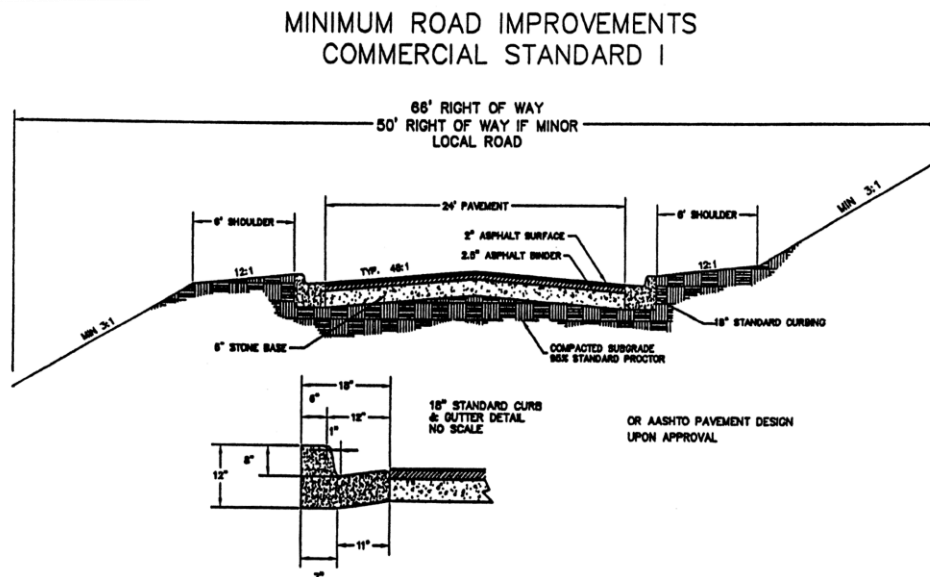 MINIMUM ROAD IMPROVEMENTS
COMMERCIAL STANDARD I
66' RIGHT OF WAY
50' RIGHT OF WAY IF MINOR
LOCAL ROAD
MIN 3:1
24' PAVEMENT
6' SHOULDER
6' SHOULDER
2" ASPHALT SURFACE
2.5" ASPHALT BINDER
12:1
TYP. 48:1
12:1
MIN 3:1
18" STANDARD CURBING
STONE BASE
COMPACTED SUBGRADE
95% STANDARD PROCTOR
18"
6"
12"
18" STANDARD CURB
& GUTTER DETAIL
NO SCALE
OR AASHTO PAVEMENT DESIGN
UPON APPROVAL
1"
12"
11"